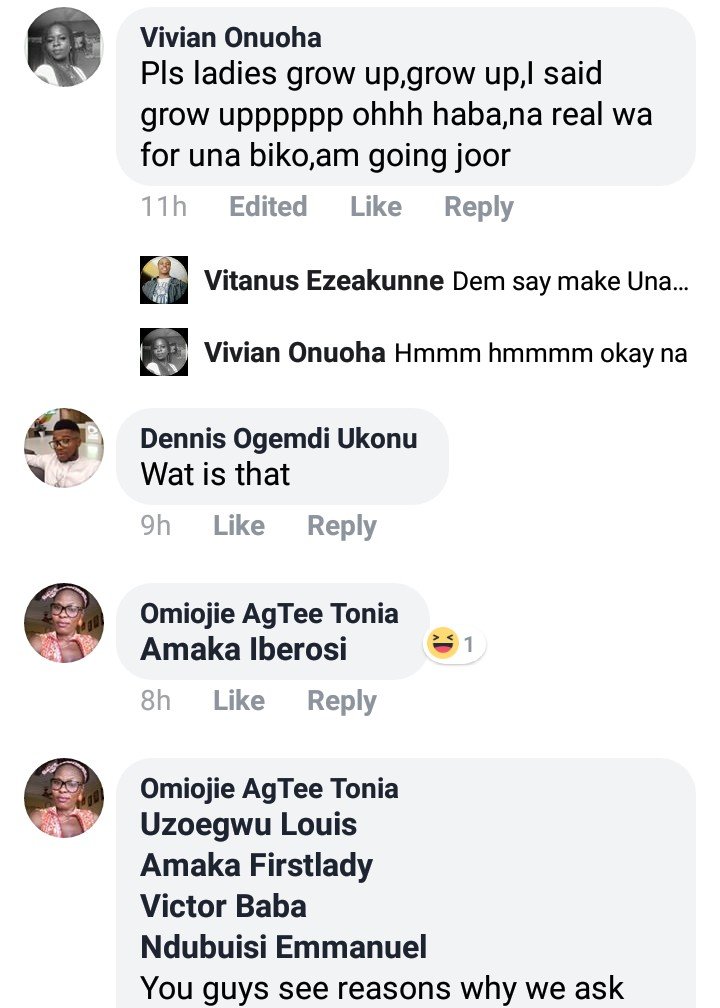 Vivian Onuoha
Pls ladies grow up,grow up,I said
grow upppppp ohhh haba,na real wa
for una biko,am going joor
11h Edited Like Reply
Vitanus Ezeakunne Dem say make Una...
Vivian Onuoha Hmmm hmmmm okay na
Dennis Ogemdi Ukonu
Wat is that
9h Like Reply
Omiojie AgTee Tonia
Amaka Iberosi
1
8h Like Reply
Omiojie AgTee Tonia
Uzoegwu Louis
Amaka Firstlady
Victor Baba
Ndubuisi Emmanuel
You guys see reasons why we ask